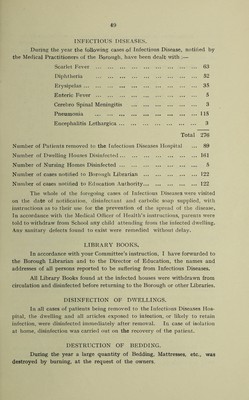 49
INFECTIOUS DISEASES.
During the year the following cases of Infectious Disease, notified by
the Medical Practitioners of the Borough, have been dealt with :—
Scarlet Fever ... 63
Diphtheria ... 52
Erysipelas ... 35
Enteric Fever ... 5
Cerebro Spinal Meningitis ... 3
Pneumonia ... 115
Encephalitis Lethargica ... 3
Total 276
Number of Patients removed to the Infectious Diseases Hospital ... 89
Number of Dwelling Houses Disinfected ... 161
Number of Nursing Houses Disinfected ... 5
Number of cases notified to Borough Librarian ... 122
Number of cases notified to Education Authority ... 122
The whole of the foregoing cases of Infectious Diseases were visited
on the date of notification, disinfectant and carbolic soap supplied, with
instructions as to their use for the prevention of the spread of the disease.
In accordance with the Medical Officer of Health's instructions, parents were
told to withdraw from School any child attending from the infected dwelling.
Any sanitary defects found to exist were remedied without delay.
LIBRARY BOOKS.
In accordance with your Committee's instruction, I have forwarded to
the Borough Librarian and to the Director of Education, the names and
addresses of all persons reported to be suffering from Infectious Diseases.
All Library Books found at the infected houses were withdrawn from
circulation and disinfected before returning to the Borough or other Libraries.
DISINFECTION OF DWELLINGS.
In all cases of patients being removed to the Infectious Diseases Hos-
pital, the dwelling and all articles exposed to infection, or likely to retain
infection, were disinfected immediately after removal. In case of isolation
at home, disinfection was carried out on the recovery of the patient.
DESTRUCTION OF BEDDING.
During the year a large quantity of Bedding, Mattresses, etc., was
destroyed by burning, at the request of the owners.